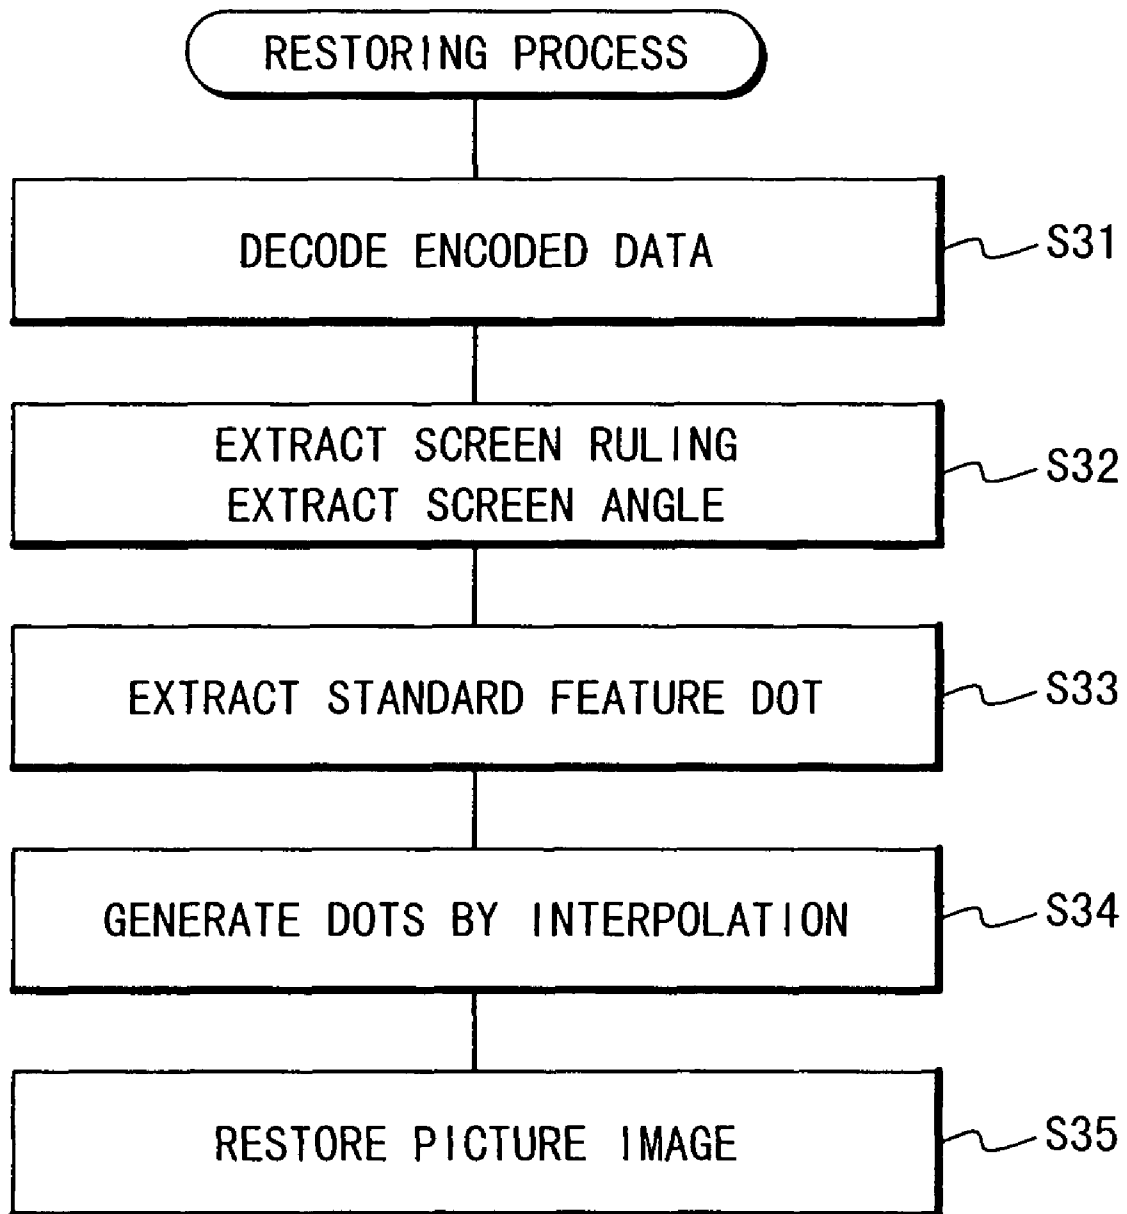 RESTORING PROCESS
DECODE ENCODED DATA
S31
EXTRACT SCREEN RULING
EXTRACT SCREEN ANGLE
S32
EXTRACT STANDARD FEATURE DOT
S33
GENERATE DOTS BY INTERPOLATION
S34
RESTORE PICTURE IMAGE
S35